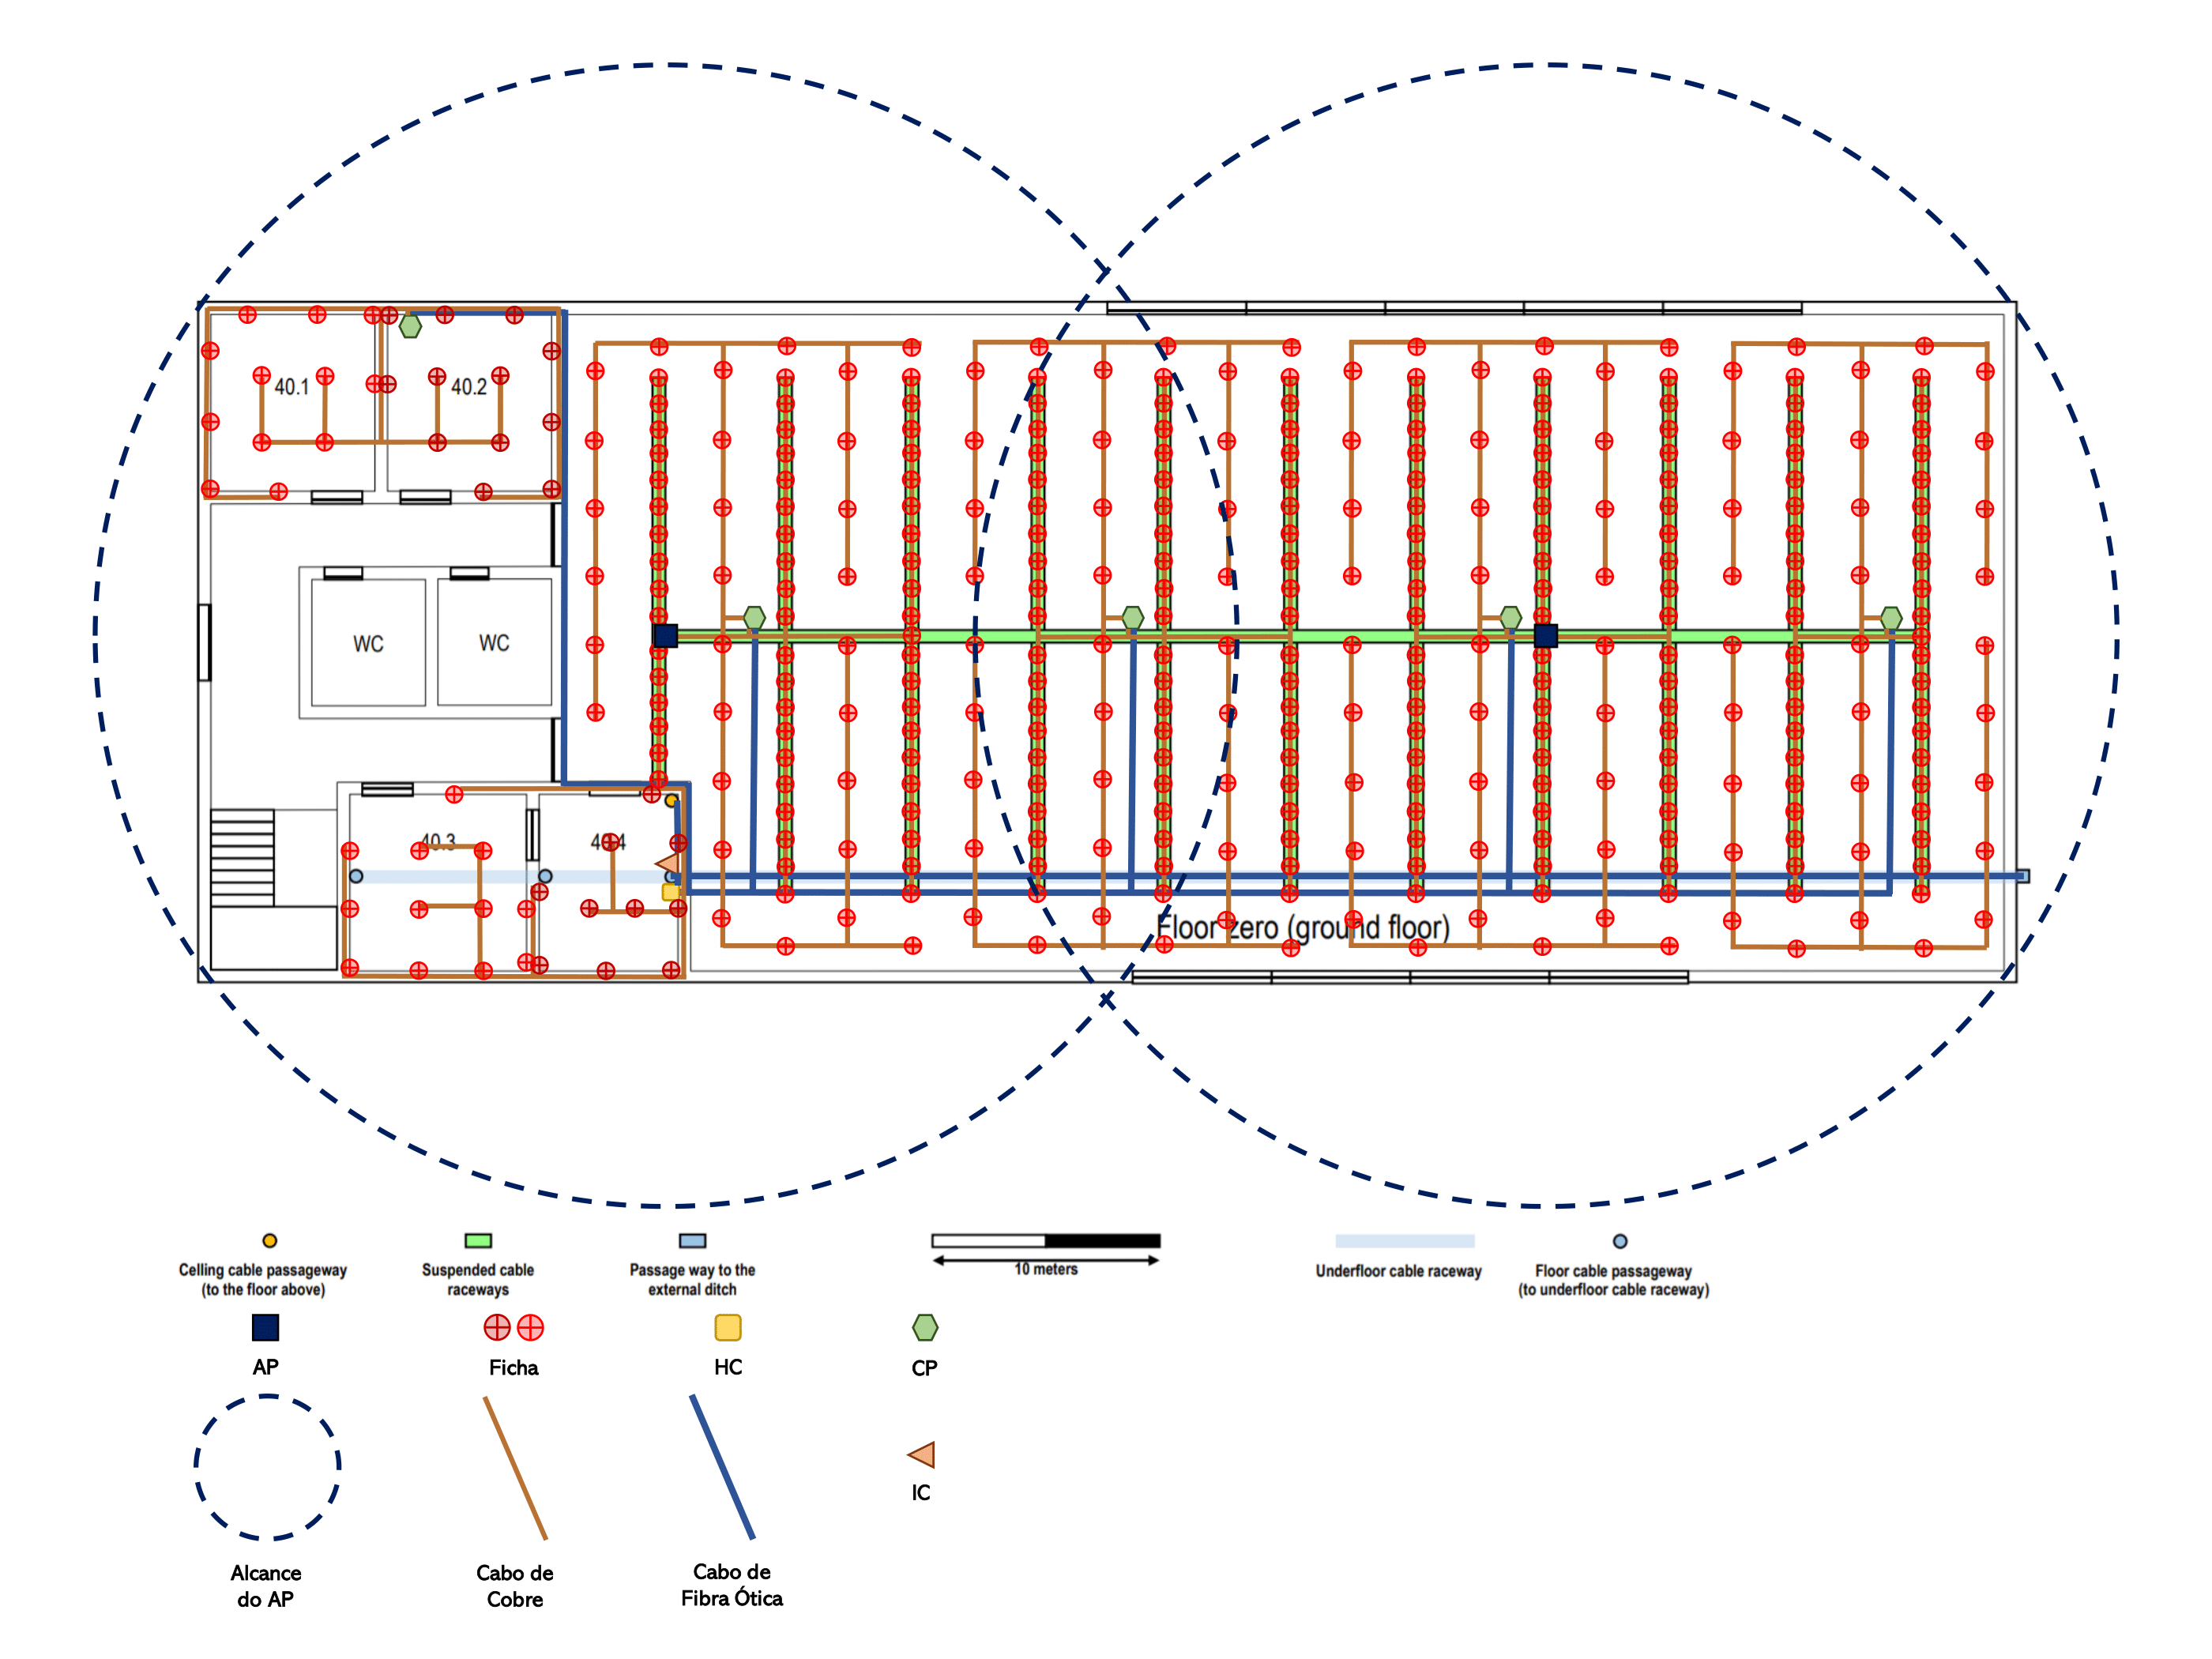 40.1
40.2
WC
WC
40.3
40.4
Floor zero (ground floor)
Celling cable passageway
(to the floor above)
Suspended cable
raceways
Passage way to the
external ditch
10 meters
Underfloor cable raceway
Floor cable passageway
(to underfloor cable raceway)
AP
Ficha
HC
CP
IC
Alcance
do AP
Cabo de
Cobre
Cabo de
Fibra Ótica